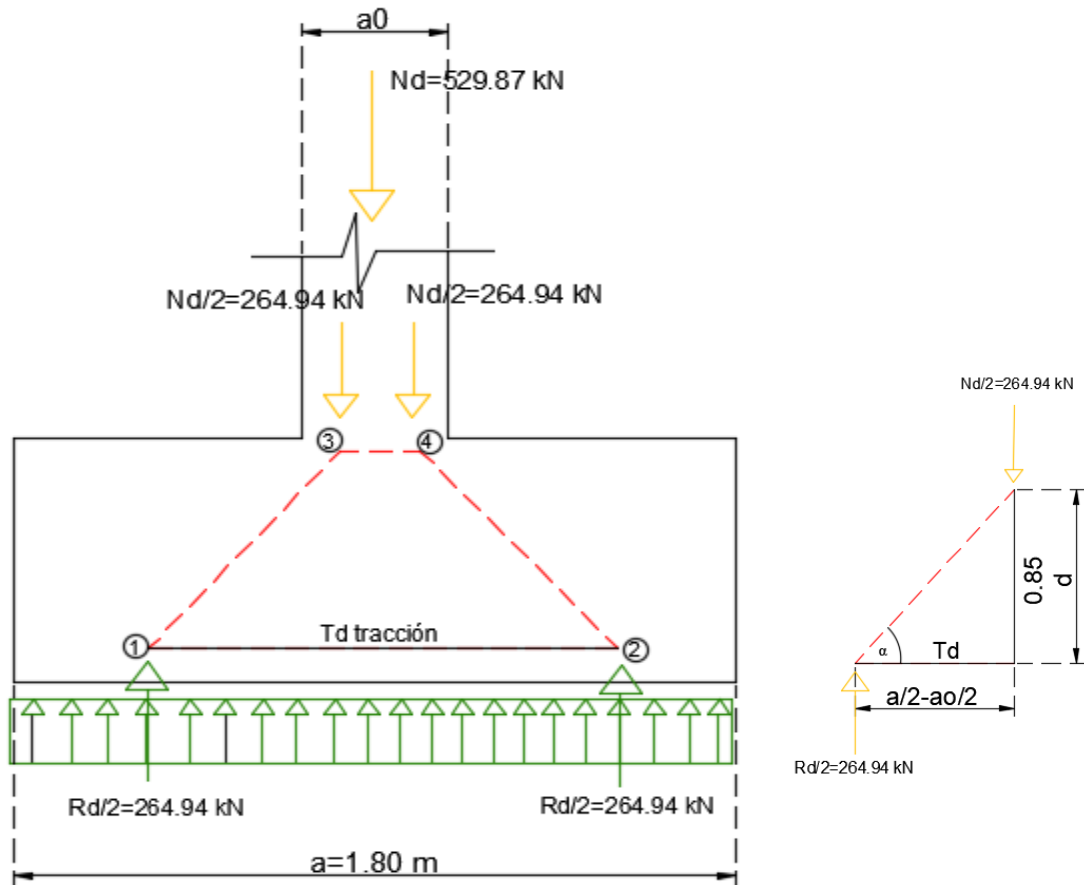 a0
Nd=529.87 kN
Nd/2=264.94 kN
Nd/2=264.94 kN
3
4
Td tracción
1
2
Rd/2=264.94 kN
Rd/2=264.94 kN
a=1.80 m
Nd/2=264.94 kN
0.85
d
α
Td
a/2-ao/2
Rd/2=264.94 kN